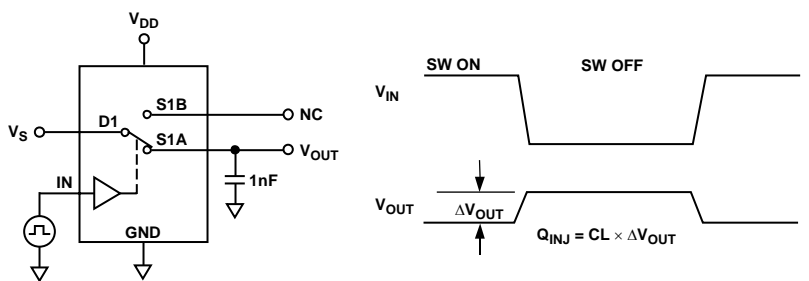 VDD
S1B
NC
D1
VS
S1A
VOUT
IN
1nF
GND
SW ON
SW OFF
VIN
VOUT
ΔVOUT
QINJ = CL × ΔVOUT